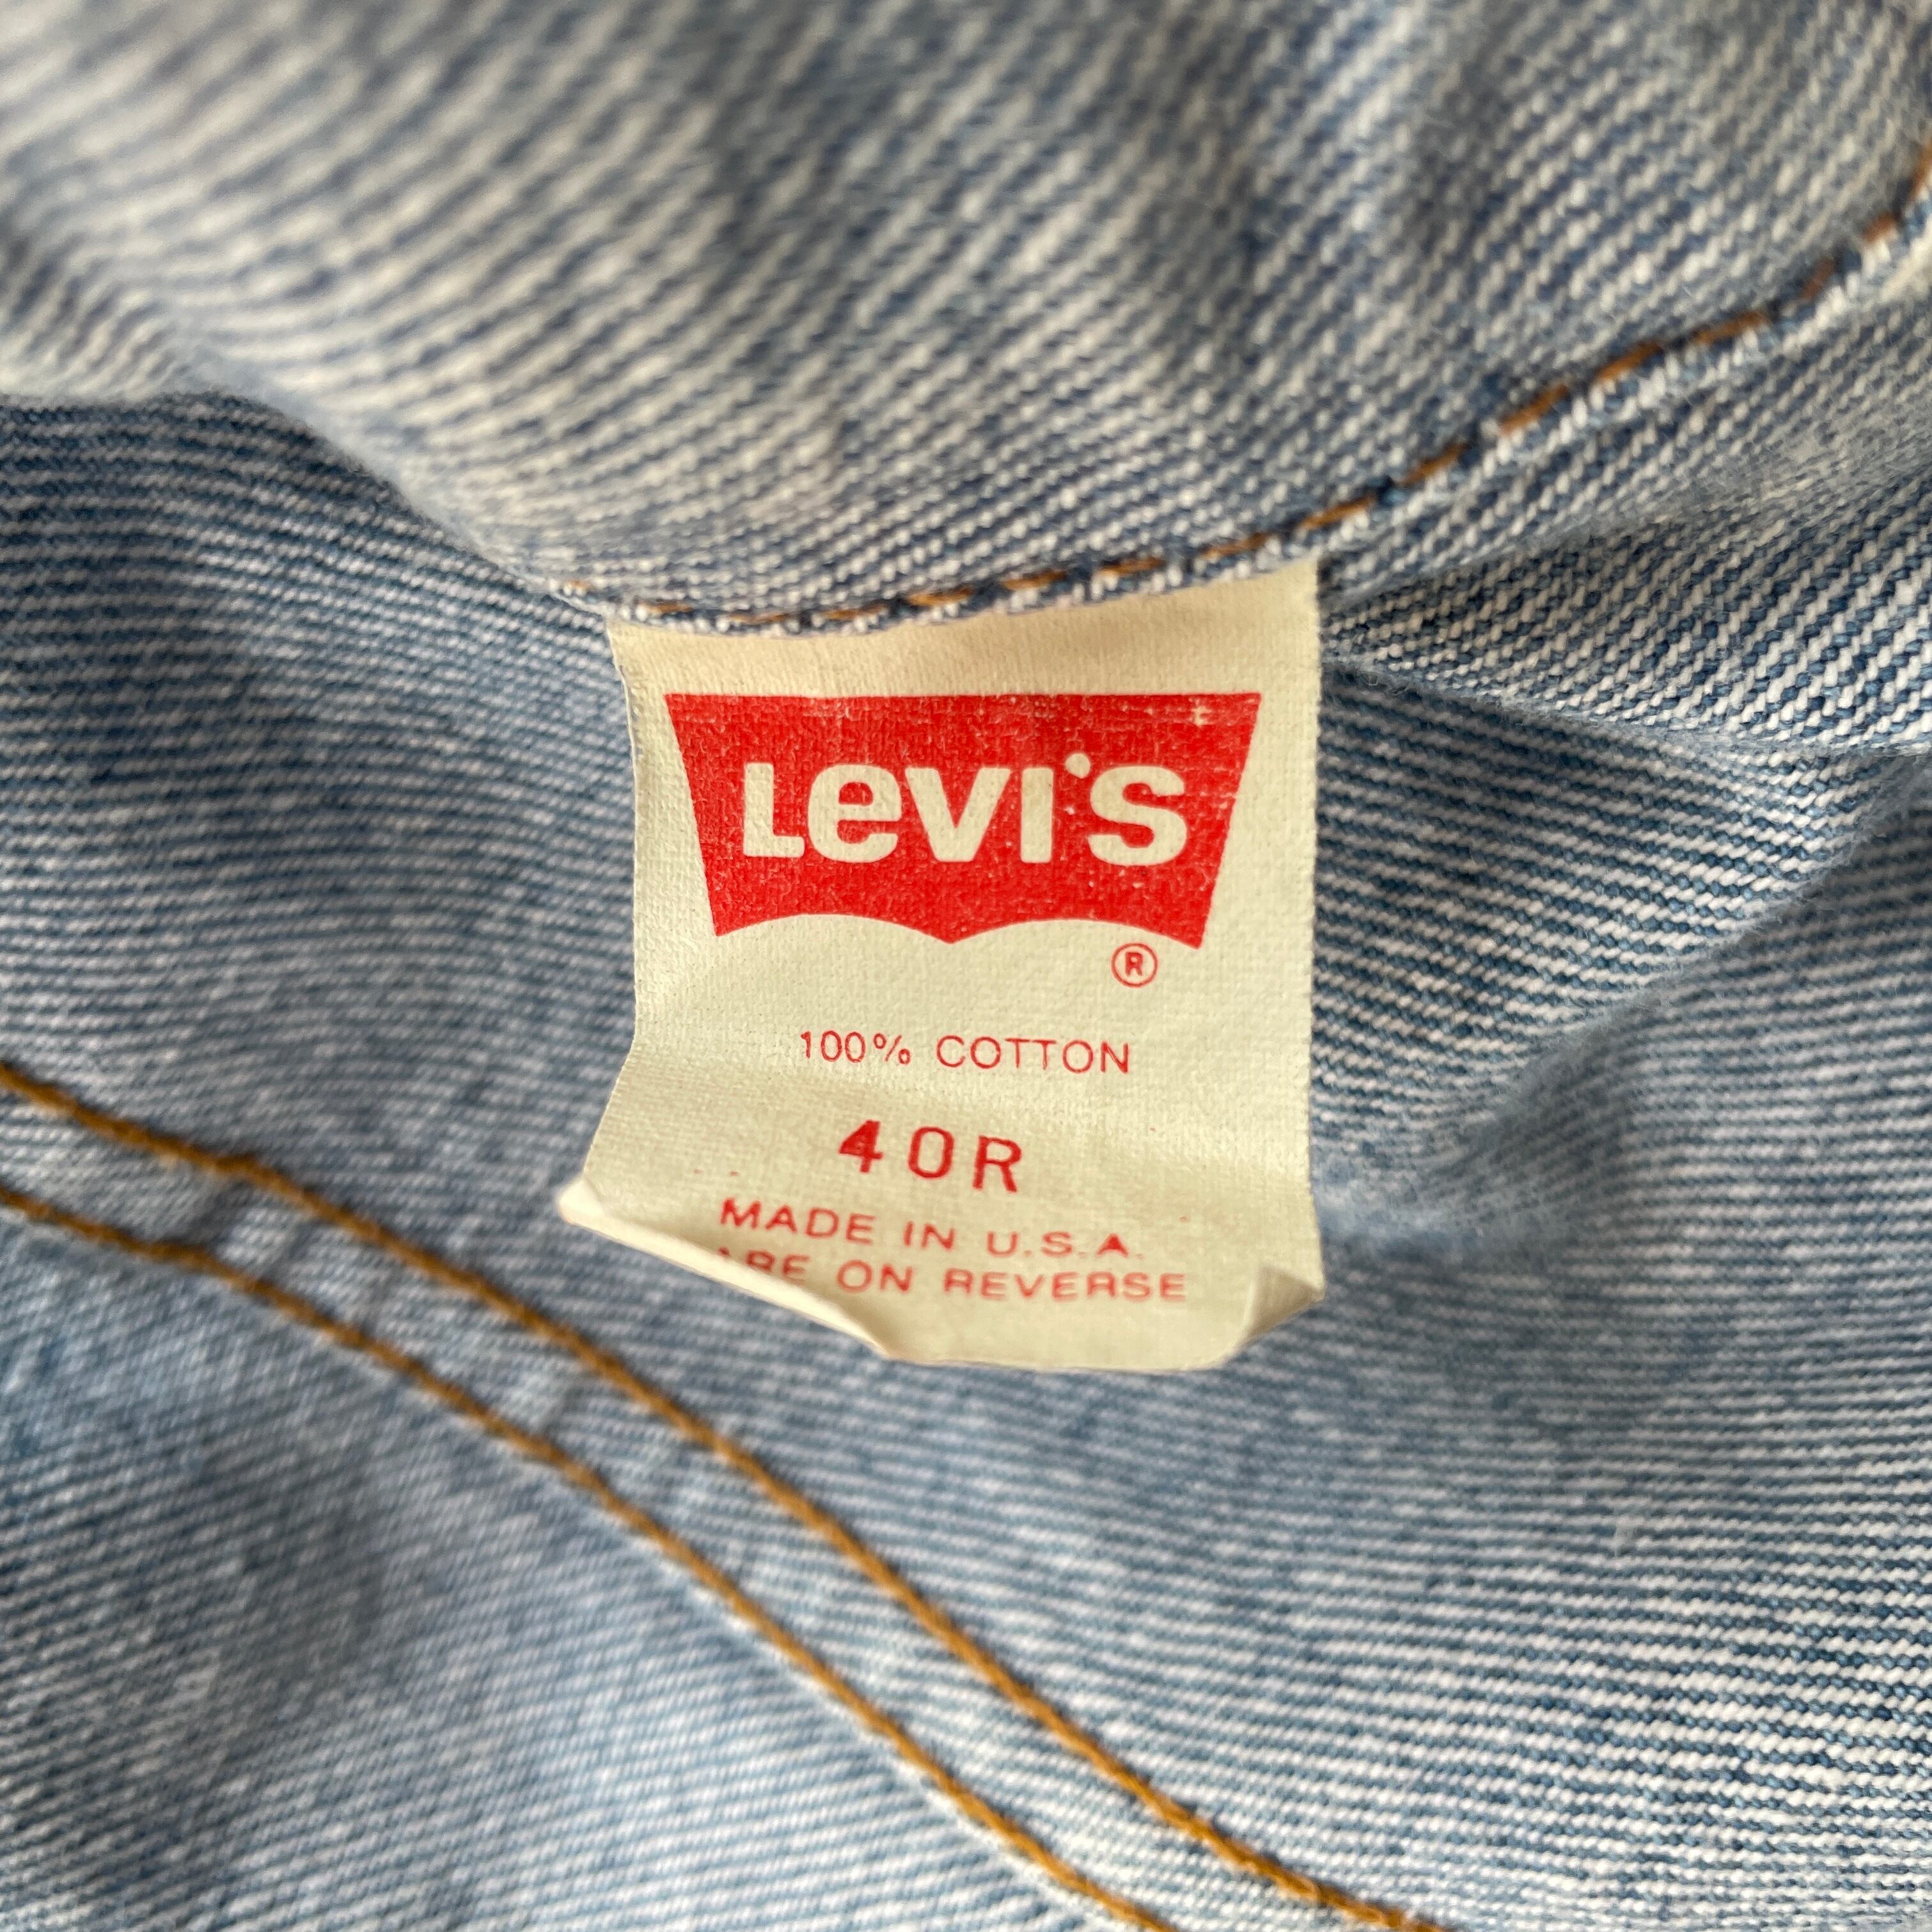 Levi's
®
100% COTTON
40R
MADE IN U.S.A.
ON REVERSE